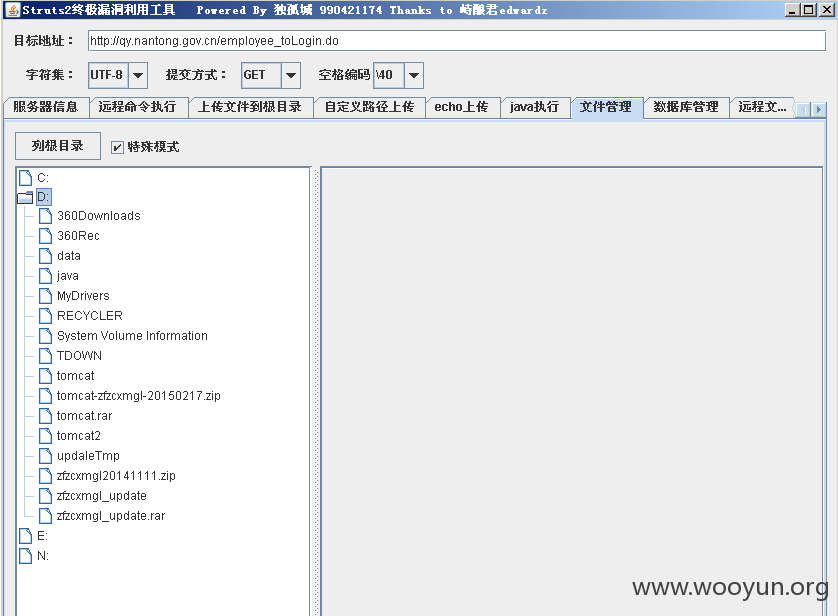 Struts2终极漏洞利用工具 Powered By 独孤城 990421174 Thanks to 峙酸君edwardz
目标地址： http://qy.nantong.gov.cn/employee_toLogin.do
字符集： UTF-8 提交方式： GET 空格编码 \40
服务器信息 远程命令执行 上传文件到根目录 自定义路径上传 echo上传 java执行 文件管理 数据库管理 远程文...
列根目录 特殊模式
C:
D:
360Downloads
360Rec
data
java
MyDrivers
RECYCLER
System Volume Information
TDOWN
tomcat
tomcat-zfzcxmgl-20150217.zip
tomcat.rar
tomcat2
updaleTmp
zfzcxmgl20141111.zip
zfzcxmgl_update
zfzcxmgl_update.rar
E:
N:
www.wooyun.org